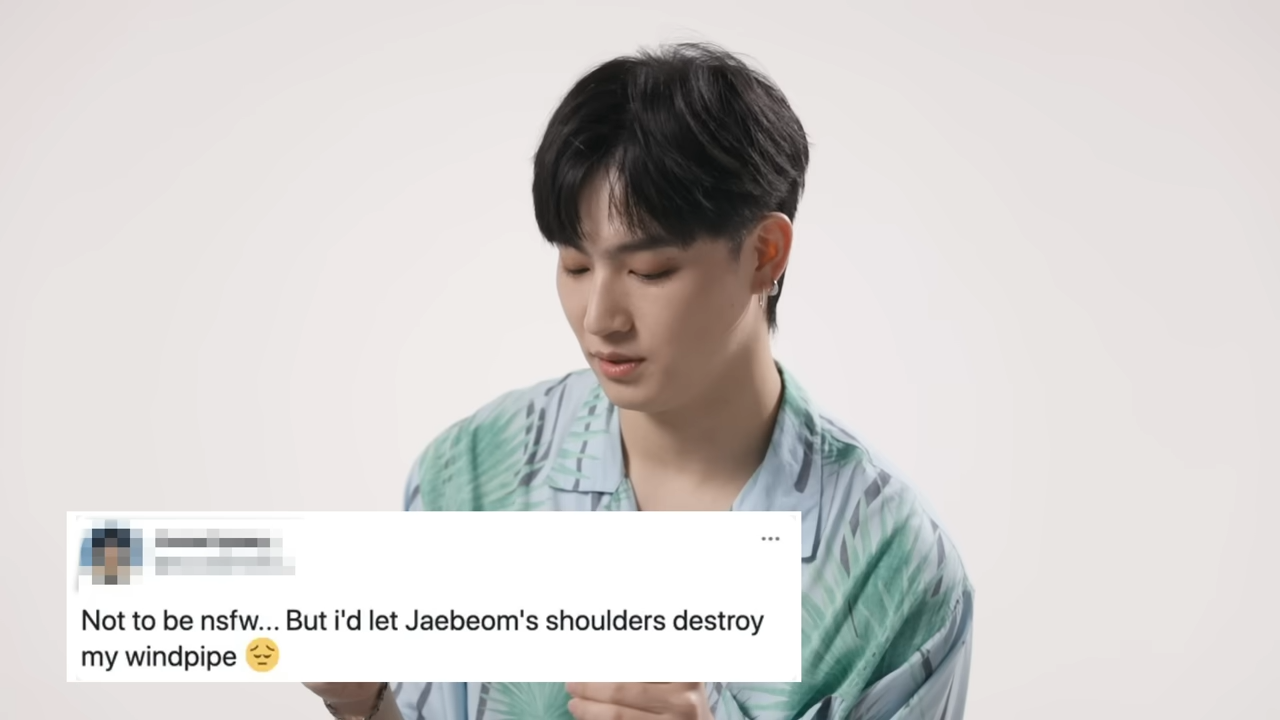 Not to be nsfw... But i'd let Jaebeom's shoulders destroy
my windpipe 😔